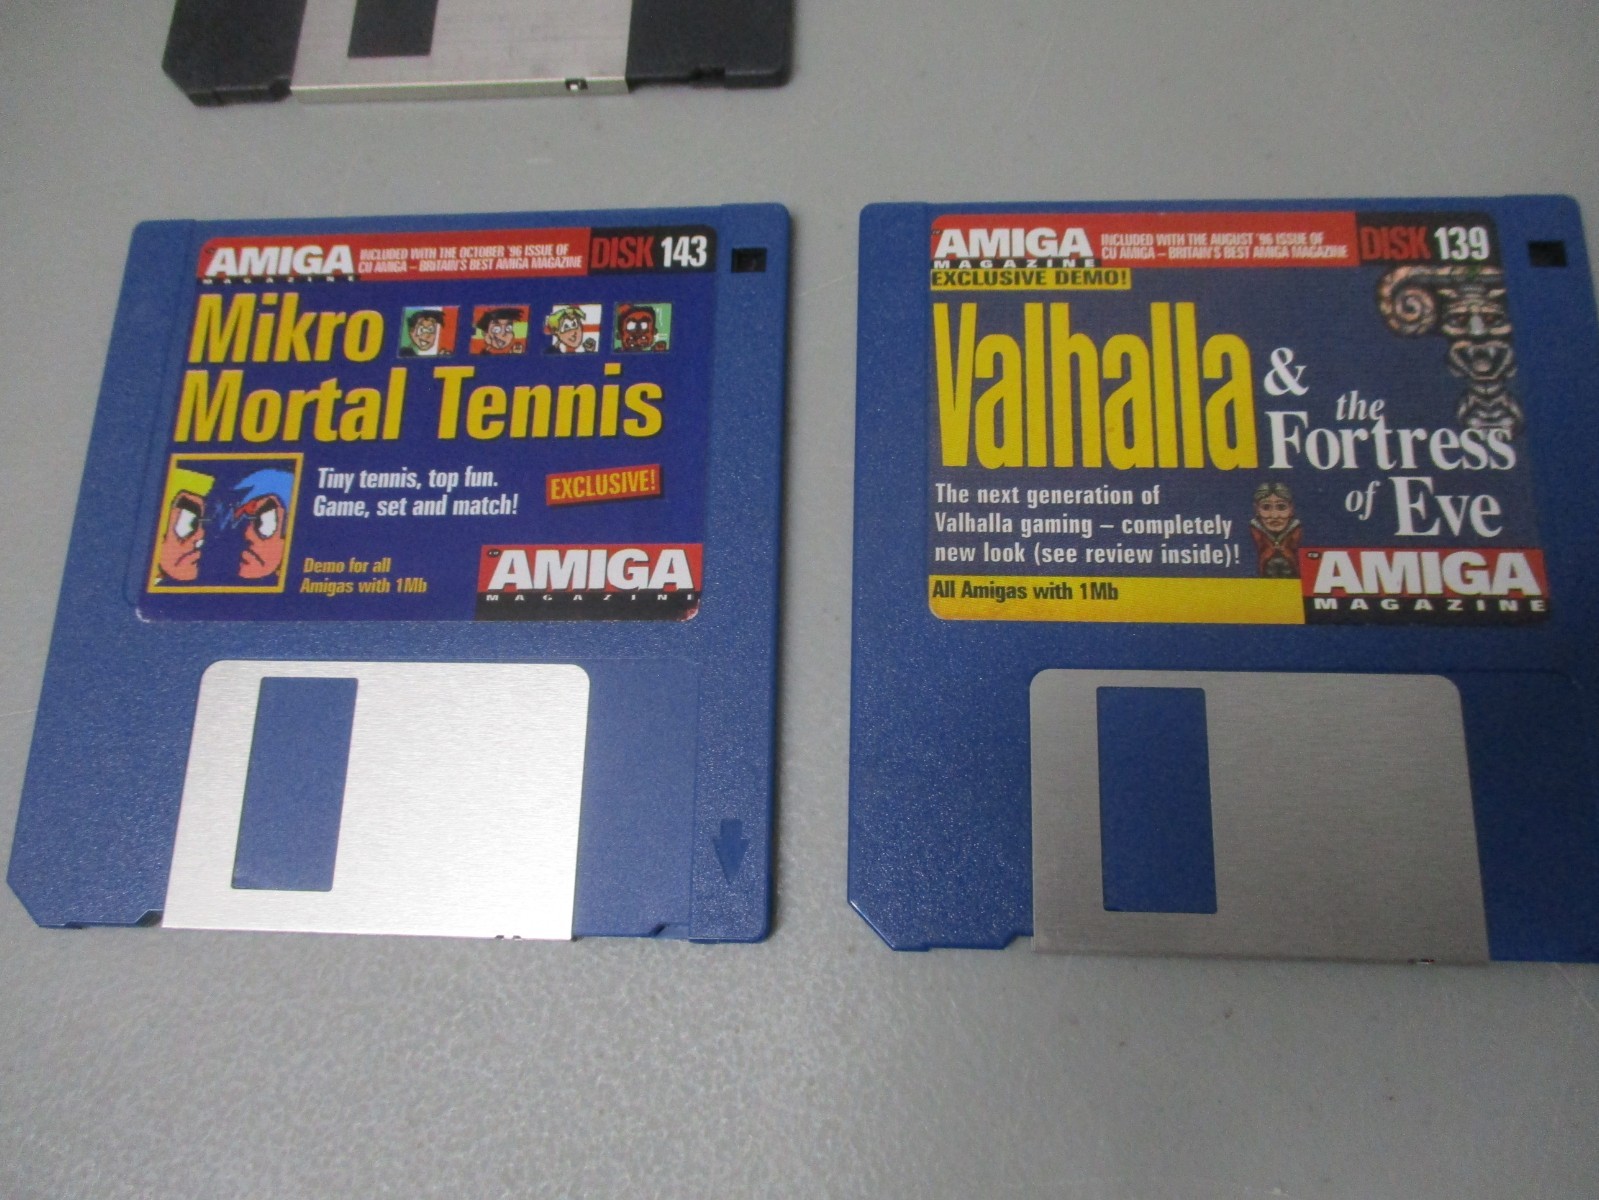 AMIGA
MAGAZINE
INCLUDED WITH THE OCTOBER '96 ISSUE OF
CU AMIGA – BRITAIN'S BEST AMIGA MAGAZINE
DISK 143
Mikro
Mortal Tennis
Tiny tennis, top fun.
Game, set and match!
EXCLUSIVE!
Demo for all
Amigas with 1Mb
AMIGA
MAGAZINE
AMIGA
MAGAZINE
INCLUDED WITH THE AUGUST '96 ISSUE OF
CU AMIGA – BRITAIN'S BEST AMIGA MAGAZINE
DISK 139
EXCLUSIVE DEMO!
Valhalla &
the
Fortress
of Eve
The next generation of
Valhalla gaming – completely
new look (see review inside)!
All Amigas with 1Mb
AMIGA
MAGAZINE